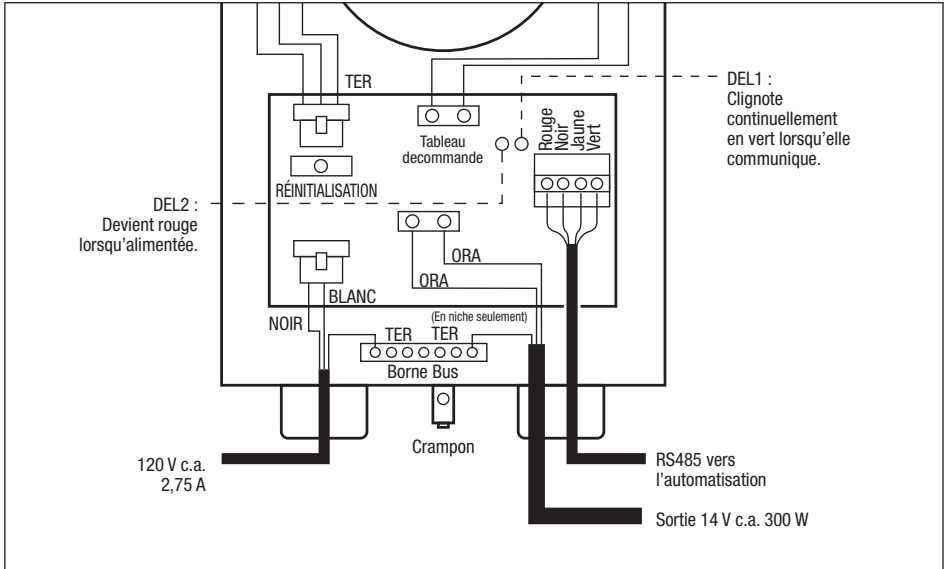 TER
DEL1 :
Clignote
continuellement
en vert lorsqu'elle
communique.
Rouge
Noir
Jaune
Vert
Tableau
decommande
RÉINITIALISATION
DEL2 :
Devient rouge
lorsqu'alimentée.
ORA
ORA
BLANC
NOIR
(En niche seulement)
TER TER
Borne Bus
Crampon
120 V c.a.
2,75 A
RS485 vers
l'automatisation
Sortie 14 V c.a. 300 W